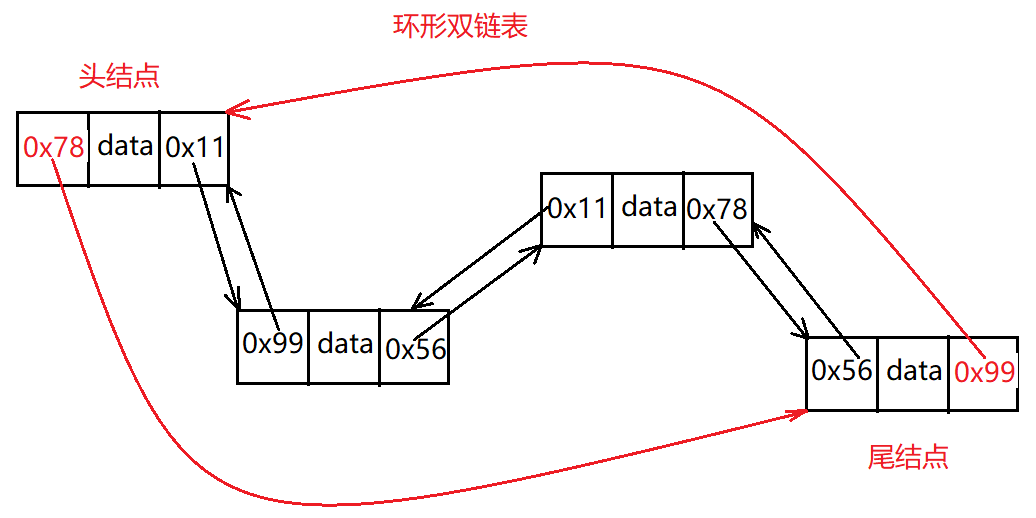 环形双链表
头结点
0x78 data 0x11
0x11 data 0x78
0x99 data 0x56
0x56 data 0x99
尾结点